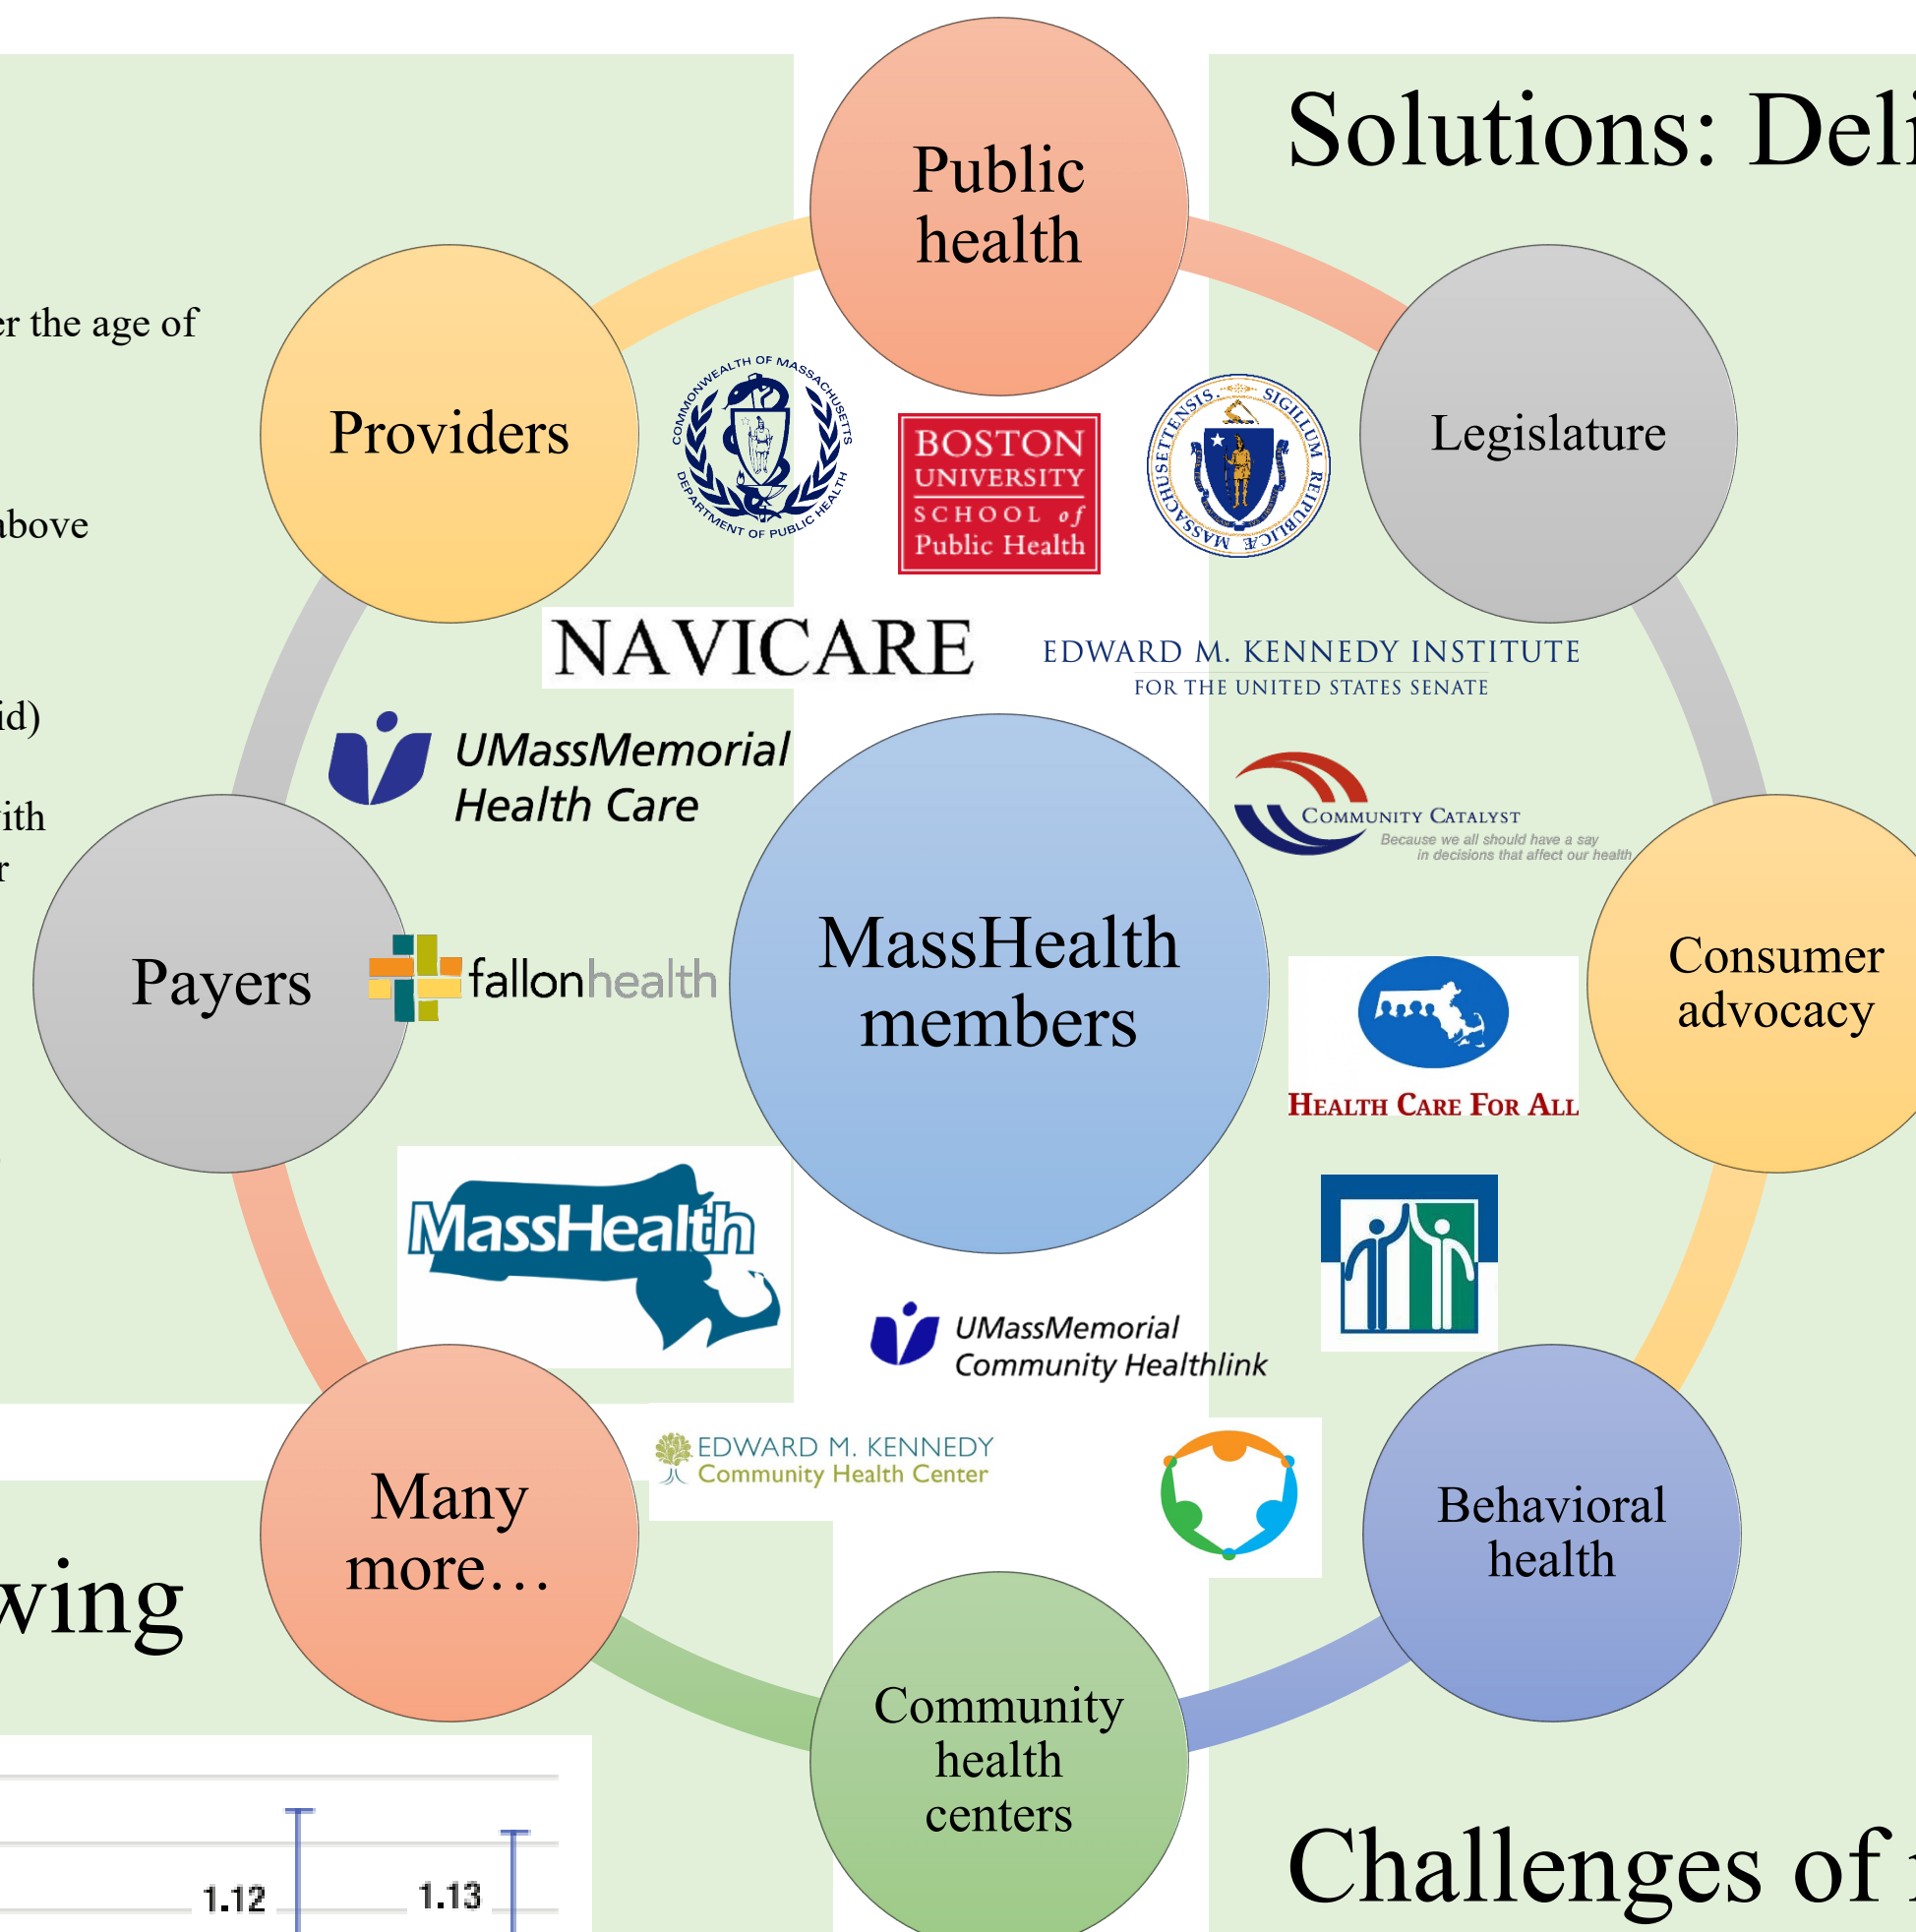 Public
health
Solutions: Deli
er the age of
Providers
Legislature
COMMONWEALTH OF MASSACHUSETTS
DEPARTMENT OF PUBLIC HEALTH
BOSTON
UNIVERSITY
SCHOOL of
Public Health
SIGILLUM REIPUBLICÆ MASSACHUSETTENSIS.
above
NAVICARE
EDWARD M. KENNEDY INSTITUTE
FOR THE UNITED STATES SENATE
id)
UMassMemorial
Health Care
COMMUNITY CATALYST
Because we all should have a say
in decisions that affect our health
ith
r
Payers
fallonhealth
MassHealth
members
Consumer
advocacy
HEALTH CARE FOR ALL
MassHealth
UMassMemorial
Community Healthlink
EDWARD M. KENNEDY
Community Health Center
Many
more…
Behavioral
health
wing
Community
health
centers
1.12
1.13
Challenges of